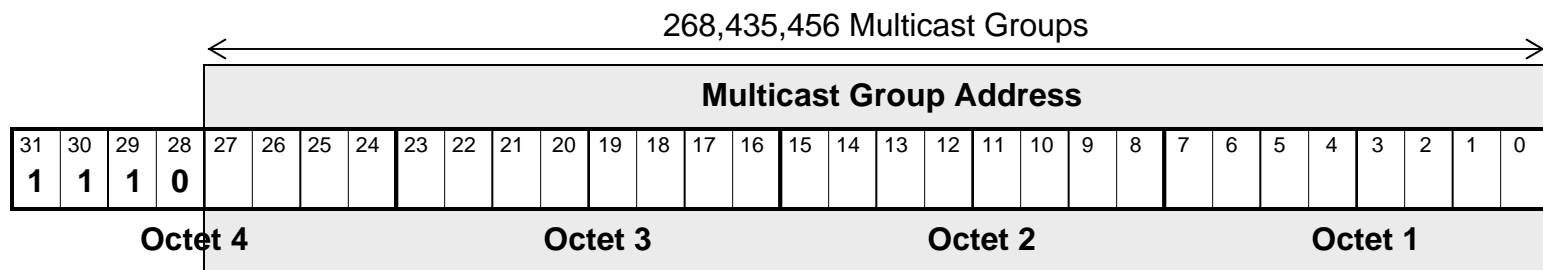 268,435,456 Multicast Groups
Multicast Group Address
31 30 29 28 27 26 25 24 23 22 21 20 19 18 17 16 15 14 13 12 11 10 9 8 7 6 5 4 3 2 1 0
1 1 1 0
Octet 4 Octet 3 Octet 2 Octet 1